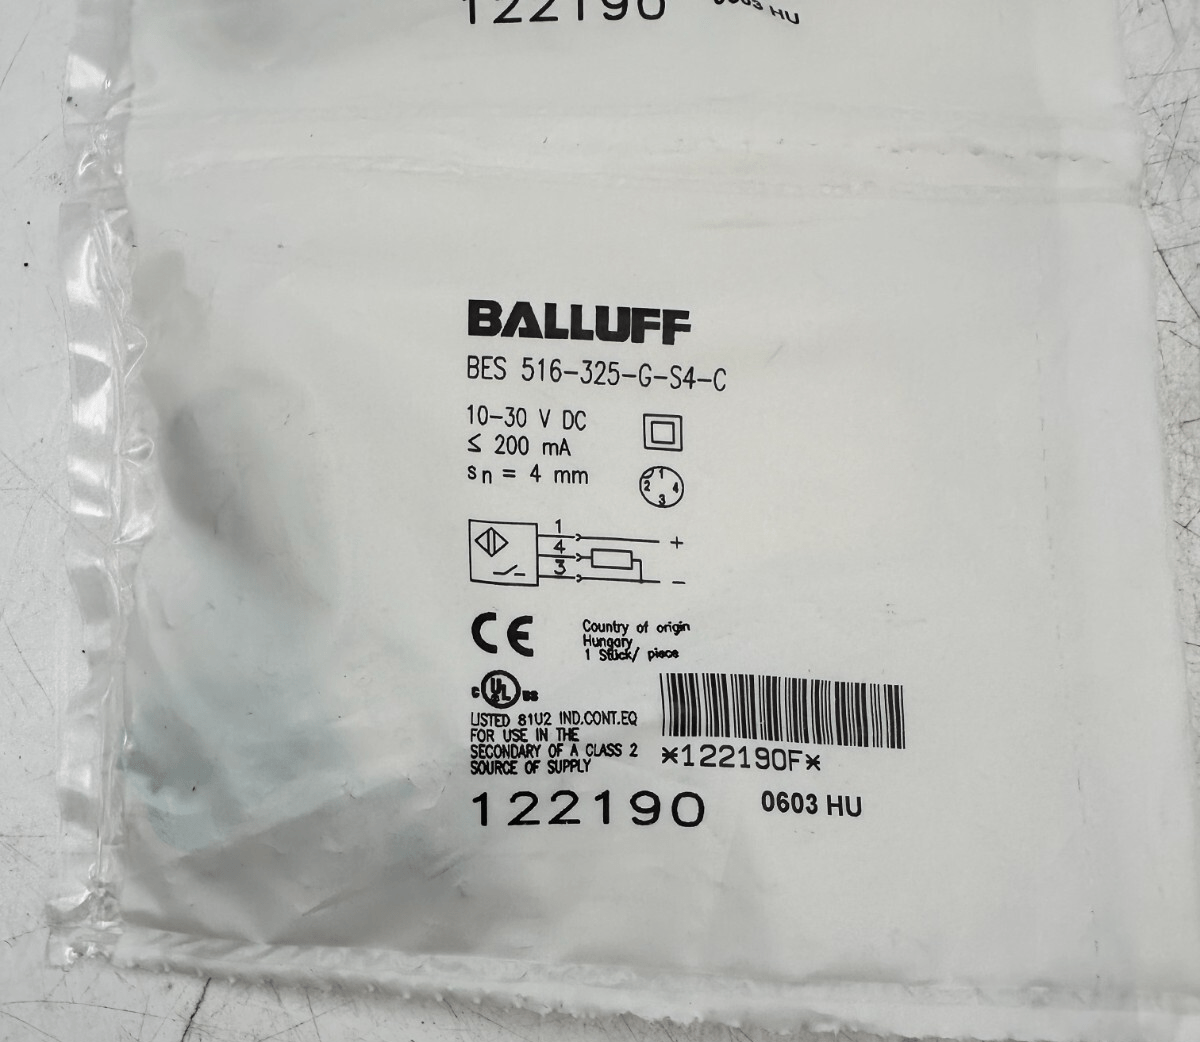 122190
HU
BALLUFF
BES 516-325-G-S4-C
10-30 V DC
≤ 200 mA
sn = 4 mm
1
2 4
3
1
+
4
3
-
CE
Country of origin
Hungary
1 Stück/ piece
C UL US
LISTED 81U2 IND.CONT.EQ
FOR USE IN THE
SECONDARY OF A CLASS 2
SOURCE OF SUPPLY
*122190F*
122190
0603 HU